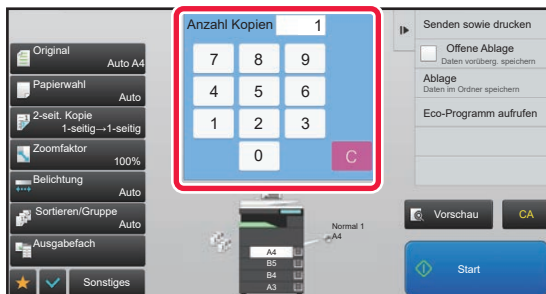 Original
Auto A4
Papierwahl
Auto
2-seit. Kopie
1-seitig→1-seitig
Zoomfaktor
100%
Belichtung
Auto
Sortieren/Gruppe
Auto
Ausgabefach
Sonstiges
Anzahl Kopien 1
7 8 9
4 5 6
1 2 3
0 C
Normal 1
A4
A4
B5
B4
A3
Senden sowie drucken
Offene Ablage
Daten vorüberg. speichern
Ablage
Daten im Ordner speichern
Eco-Programm aufrufen
Vorschau CA
Start